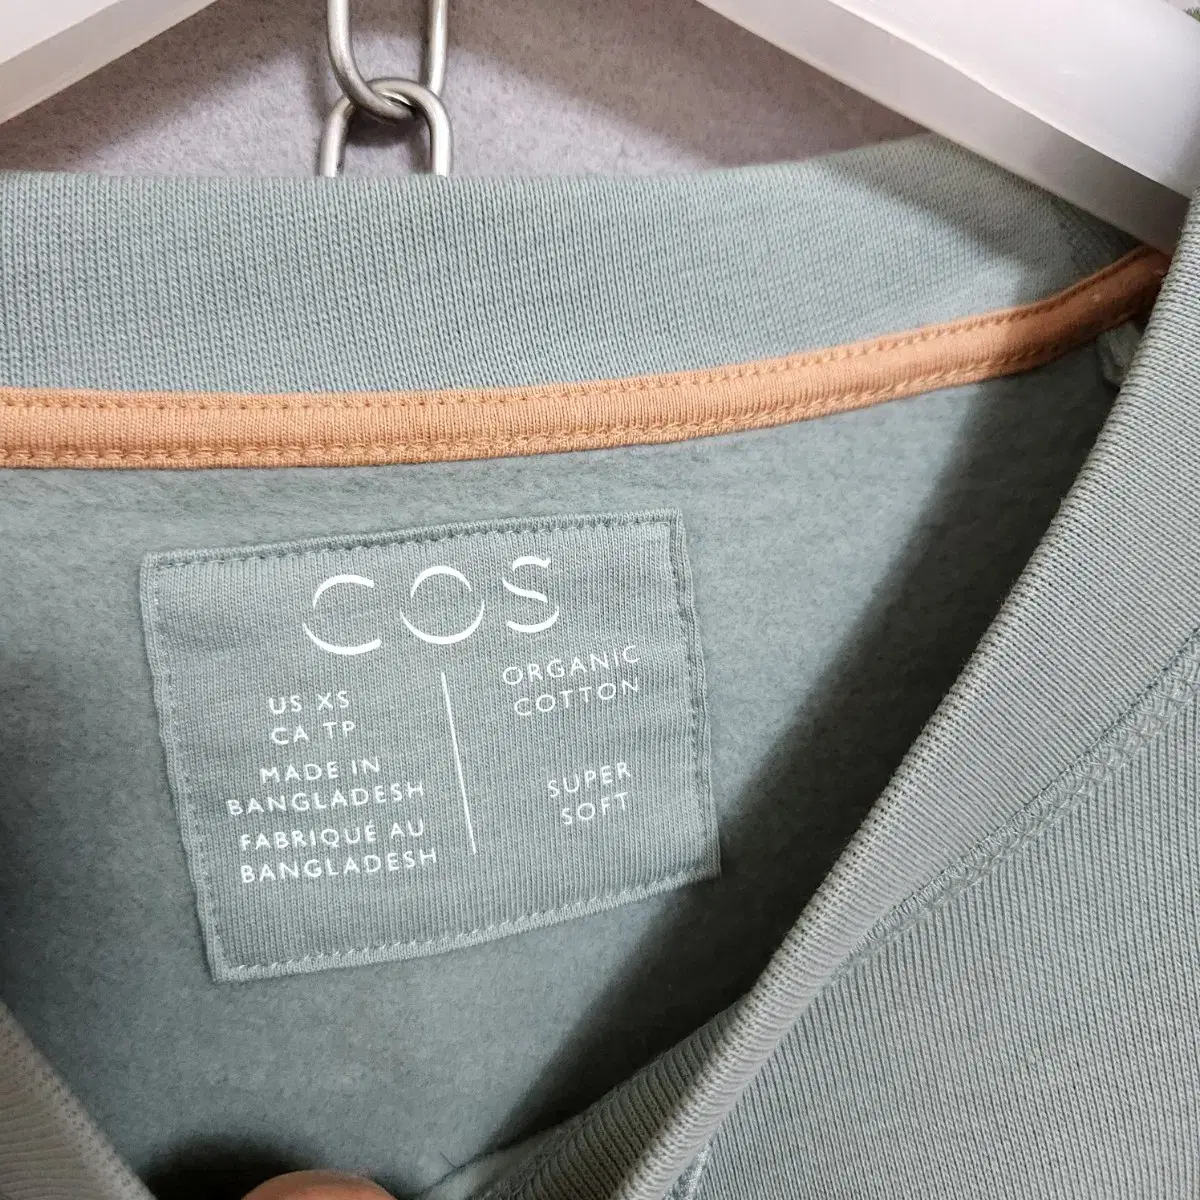 COS
US XS
CA TP
MADE IN
BANGLADESH
FABRIQUÉ AU
BANGLADESH
ORGANIC
COTTON
SUPER
SOFT